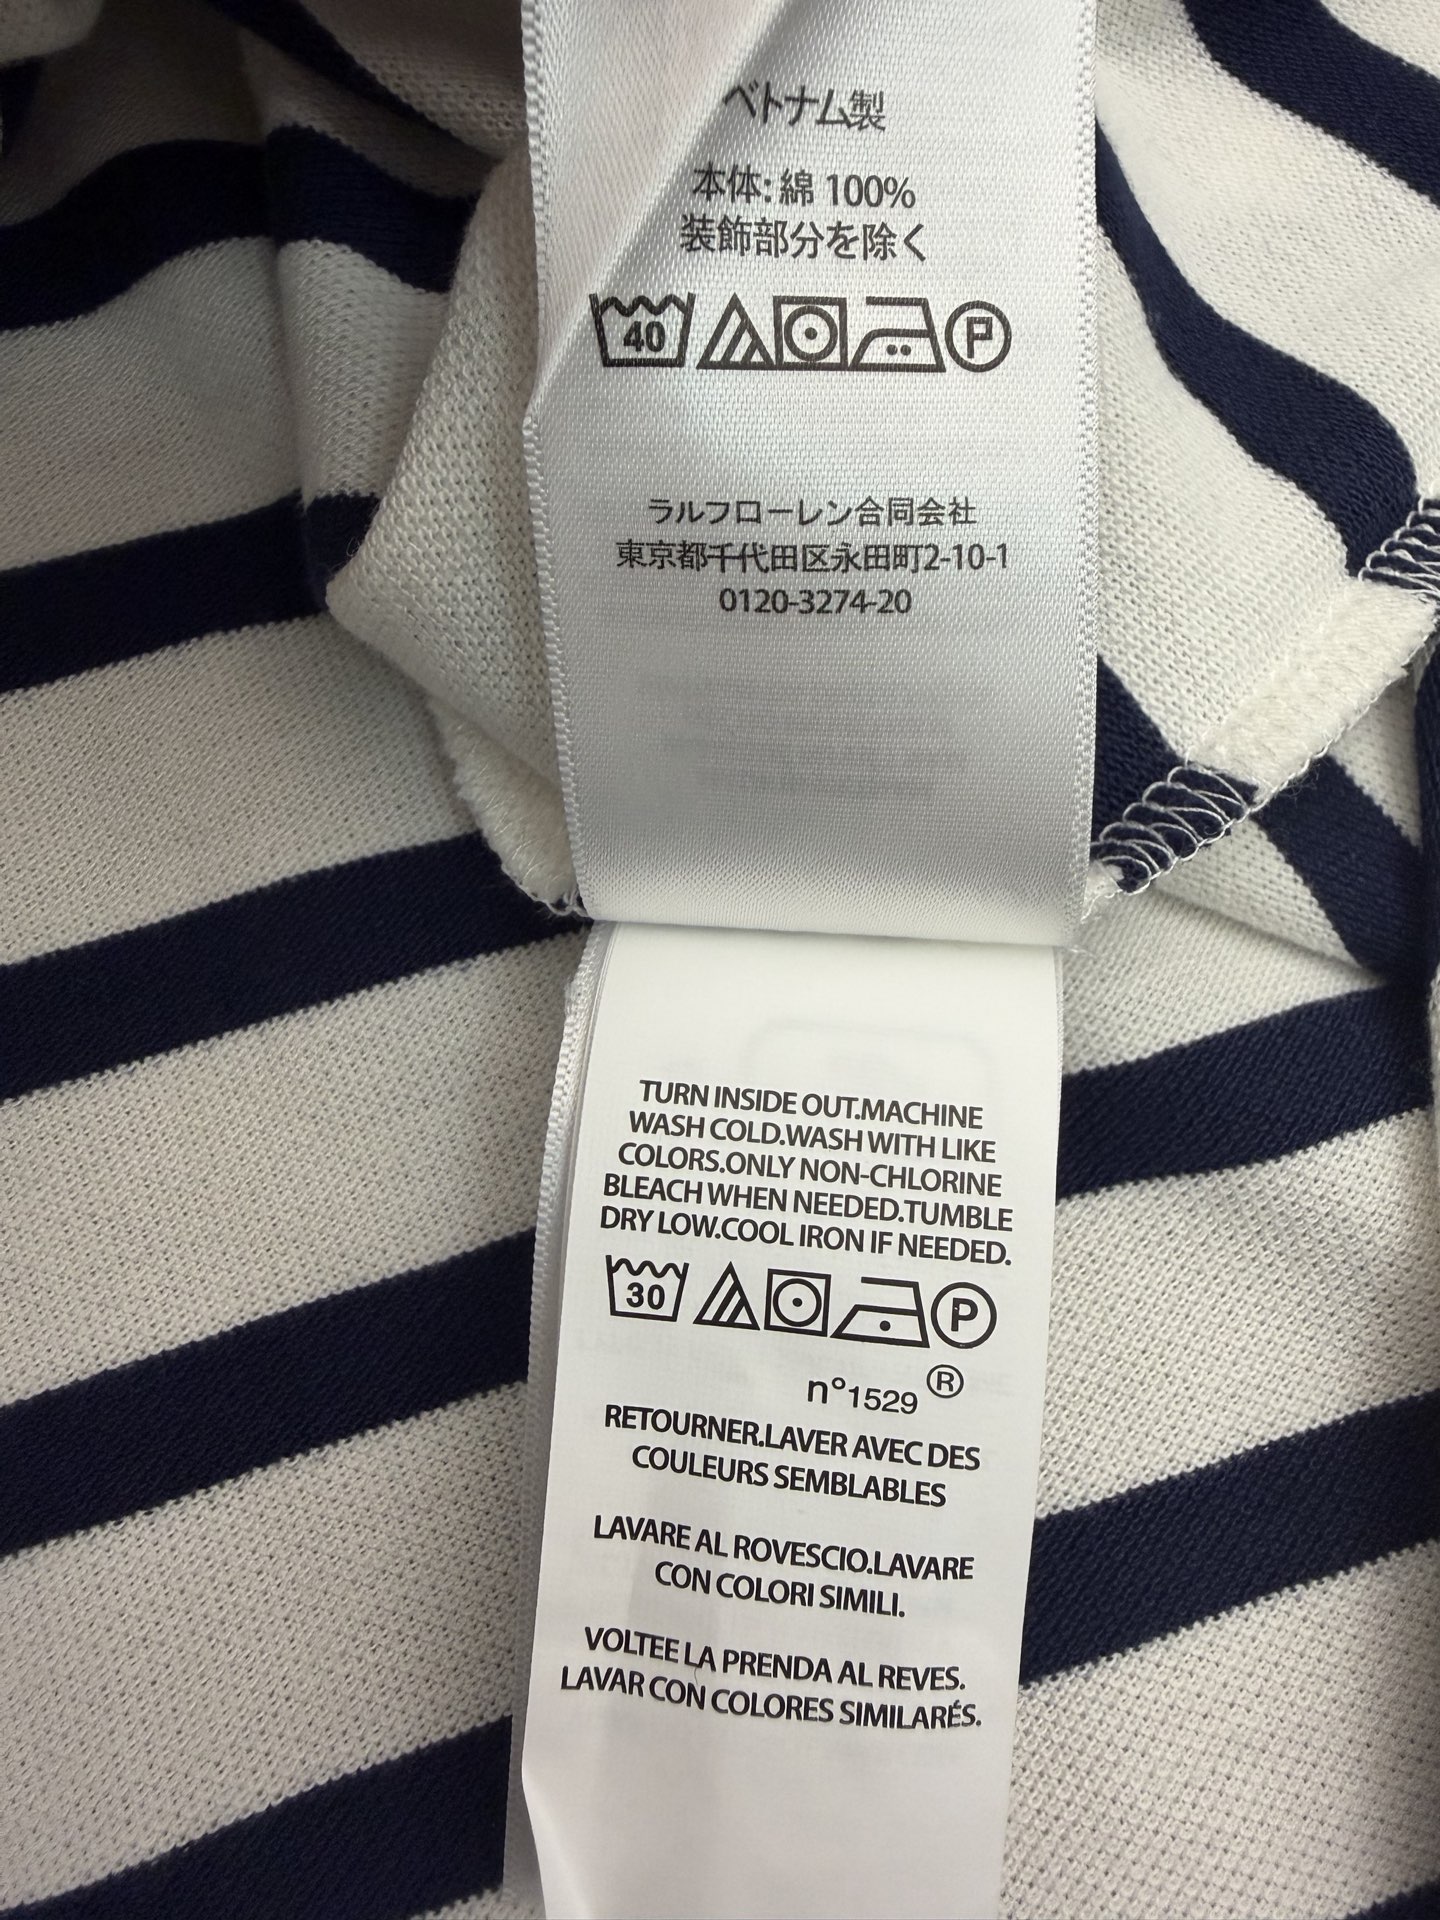 ベトナム製
本体: 綿 100%
装飾部分を除く
40 P
ラルフローレン合同会社
東京都千代田区永田町2-10-1
0120-3274-20
TURN INSIDE OUT.MACHINE
WASH COLD.WASH WITH LIKE
COLORS.ONLY NON-CHLORINE
BLEACH WHEN NEEDED.TUMBLE
DRY LOW.COOL IRON IF NEEDED.
30 P
n°1529 ®
RETOURNER.LAVER AVEC DES
COULEURS SEMBLABLES
LAVARE AL ROVESCIO.LAVARE
CON COLORI SIMILI.
VOLTEE LA PRENDA AL REVES.
LAVAR CON COLORES SIMILARÉS.